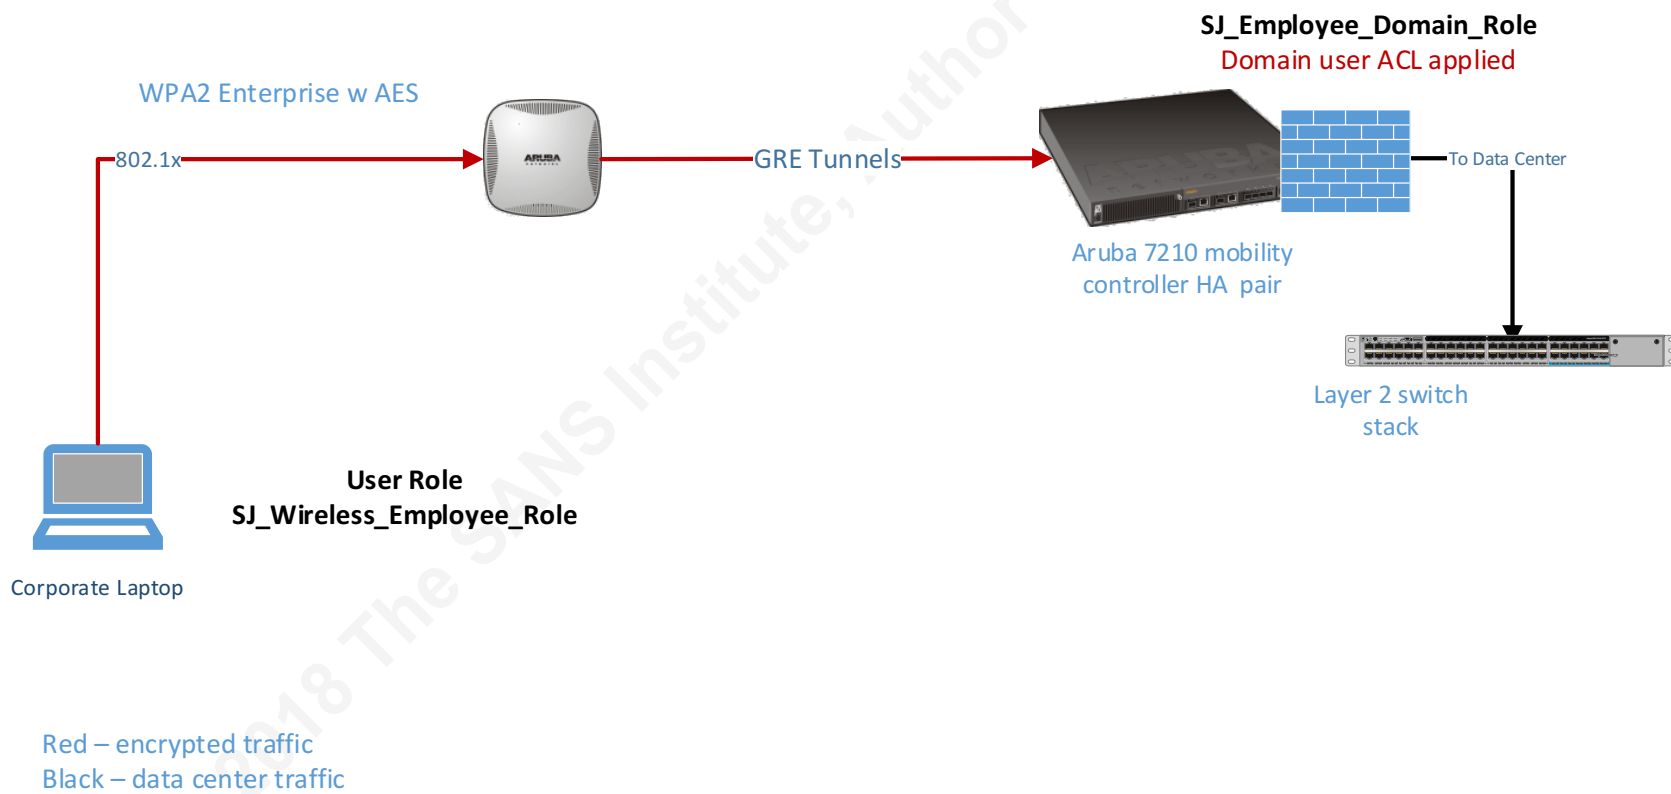 SJ_Employee_Domain_Role
Domain user ACL applied
WPA2 Enterprise w AES
ARUBA
NETWORKS
802.1x
GRE Tunnels
To Data Center
Aruba 7210 mobility
controller HA pair
Layer 2 switch
stack
User Role
SJ_Wireless_Employee_Role
Corporate Laptop
Red – encrypted traffic
Black – data center traffic
2018 The SANS Institute, Author